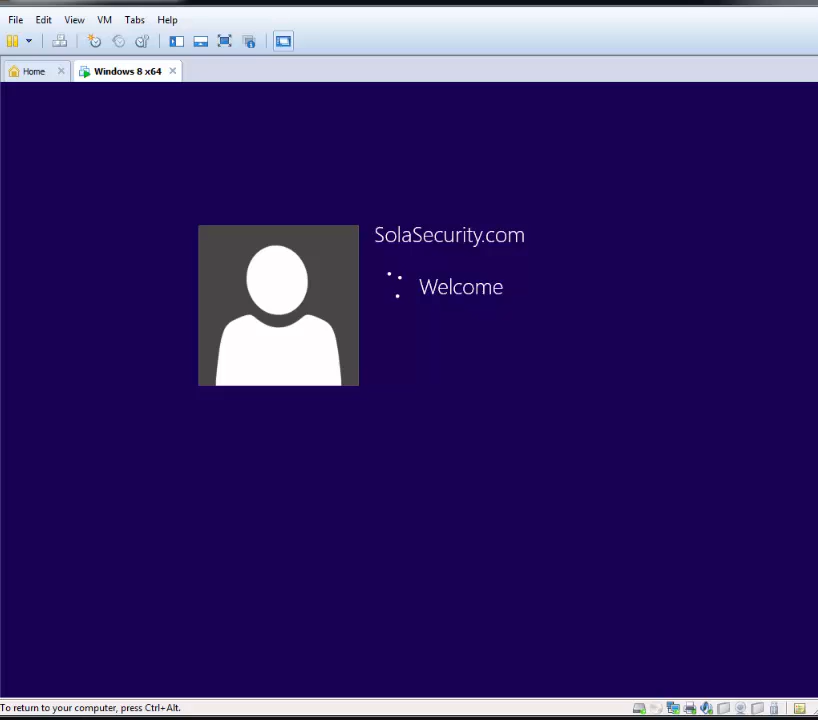 File Edit View VM Tabs Help
Home Windows 8 x64
SolaSecurity.com
Welcome
To return to your computer, press Ctrl+Alt.